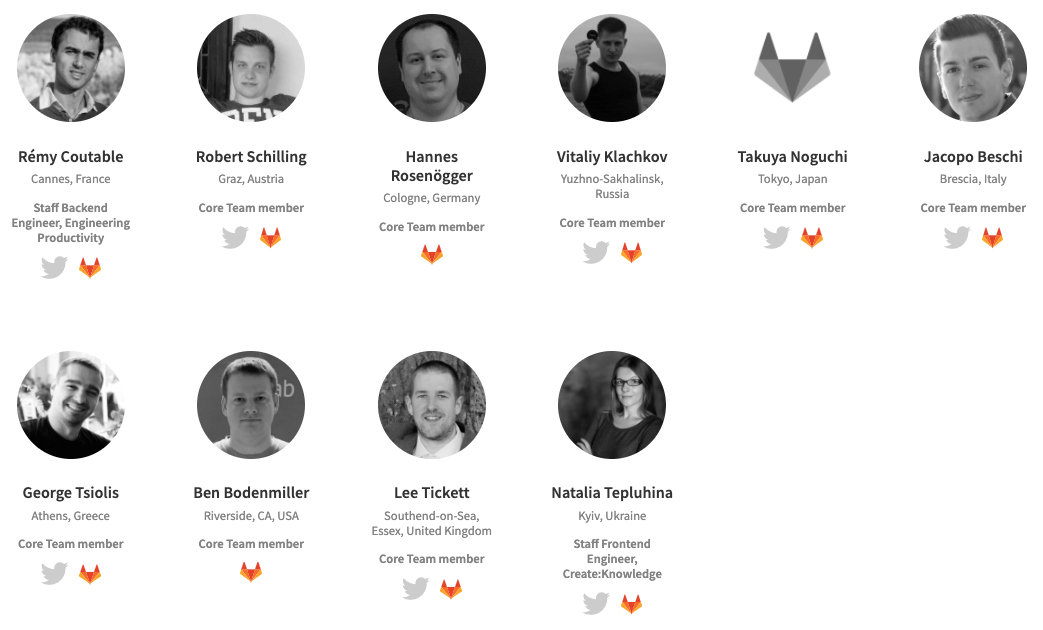 Rémy Coutable
Cannes, France
Staff Backend
Engineer, Engineering
Productivity
Robert Schilling
Graz, Austria
Core Team member
Hannes
Rosenögger
Cologne, Germany
Core Team member
Vitaliy Klachkov
Yuzhno-Sakhalinsk,
Russia
Core Team member
Takuya Noguchi
Tokyo, Japan
Core Team member
Jacopo Beschi
Brescia, Italy
Core Team member
ab
George Tsiolis
Athens, Greece
Core Team member
Ben Bodenmiller
Riverside, CA, USA
Core Team member
Lee Tickett
Southend-on-Sea,
Essex, United Kingdom
Core Team member
Natalia Tepluhina
Kyiv, Ukraine
Staff Frontend
Engineer,
Create:Knowledge